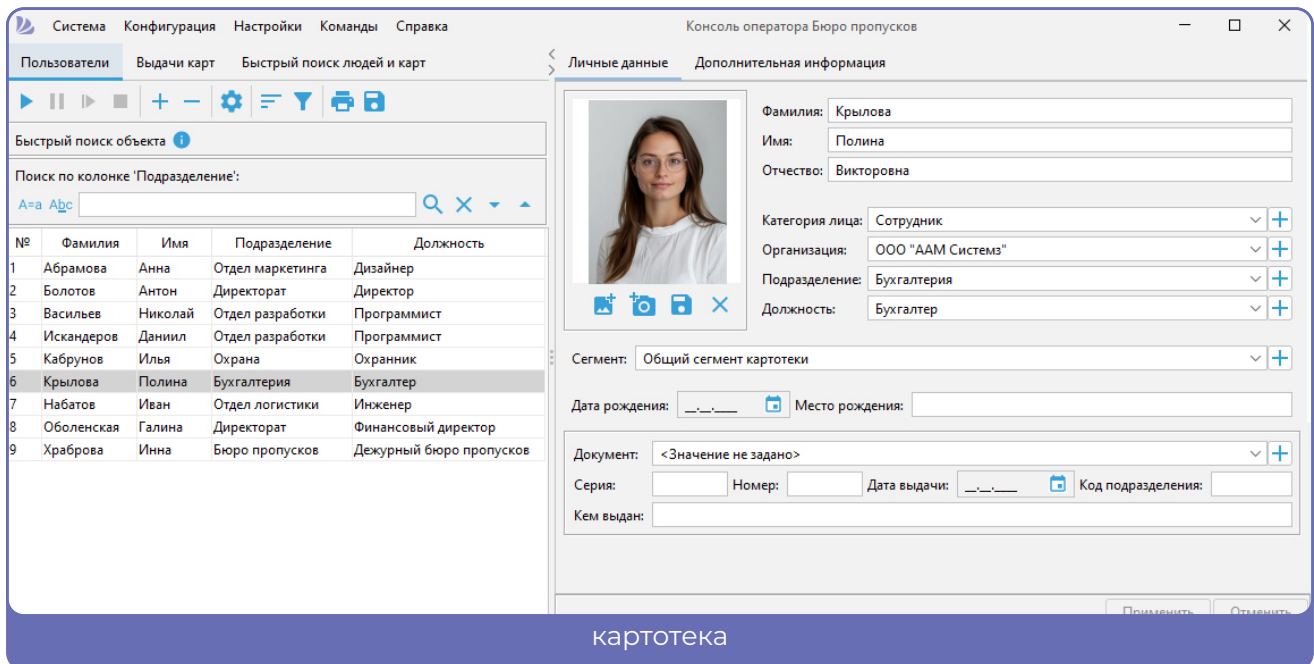 Система Конфигурация Настройки Команды Справка Консоль оператора Бюро пропусков
Пользователи Выдачи карт Быстрый поиск людей и карт
Личные данные Дополнительная информация
Быстрый поиск объекта
Поиск по колонке 'Подразделение':
A=a Abc
№ Фамилия Имя Подразделение Должность
1 Абрамова Анна Отдел маркетинга Дизайнер
2 Болотов Антон Директорат Директор
3 Васильев Николай Отдел разработки Программист
4 Искандеров Даниил Отдел разработки Программист
5 Кабрунов Илья Охрана Охранник
6 Крылова Полина Бухгалтерия Бухгалтер
7 Набатов Иван Отдел логистики Инженер
8 Оболенская Галина Директорат Финансовый директор
9 Храброва Инна Бюро пропусков Дежурный бюро пропусков
Фамилия: Крылова
Имя: Полина
Отчество: Викторовна
Категория лица: Сотрудник
Организация: ООО "ААМ Системз"
Подразделение: Бухгалтерия
Должность: Бухгалтер
Сегмент: Общий сегмент картотеки
Дата рождения: __.__.____ Место рождения:
Документ: <Значение не задано>
Серия: Номер: Дата выдачи: __.__.____ Код подразделения:
Кем выдан:
Применить Отменить
картотека